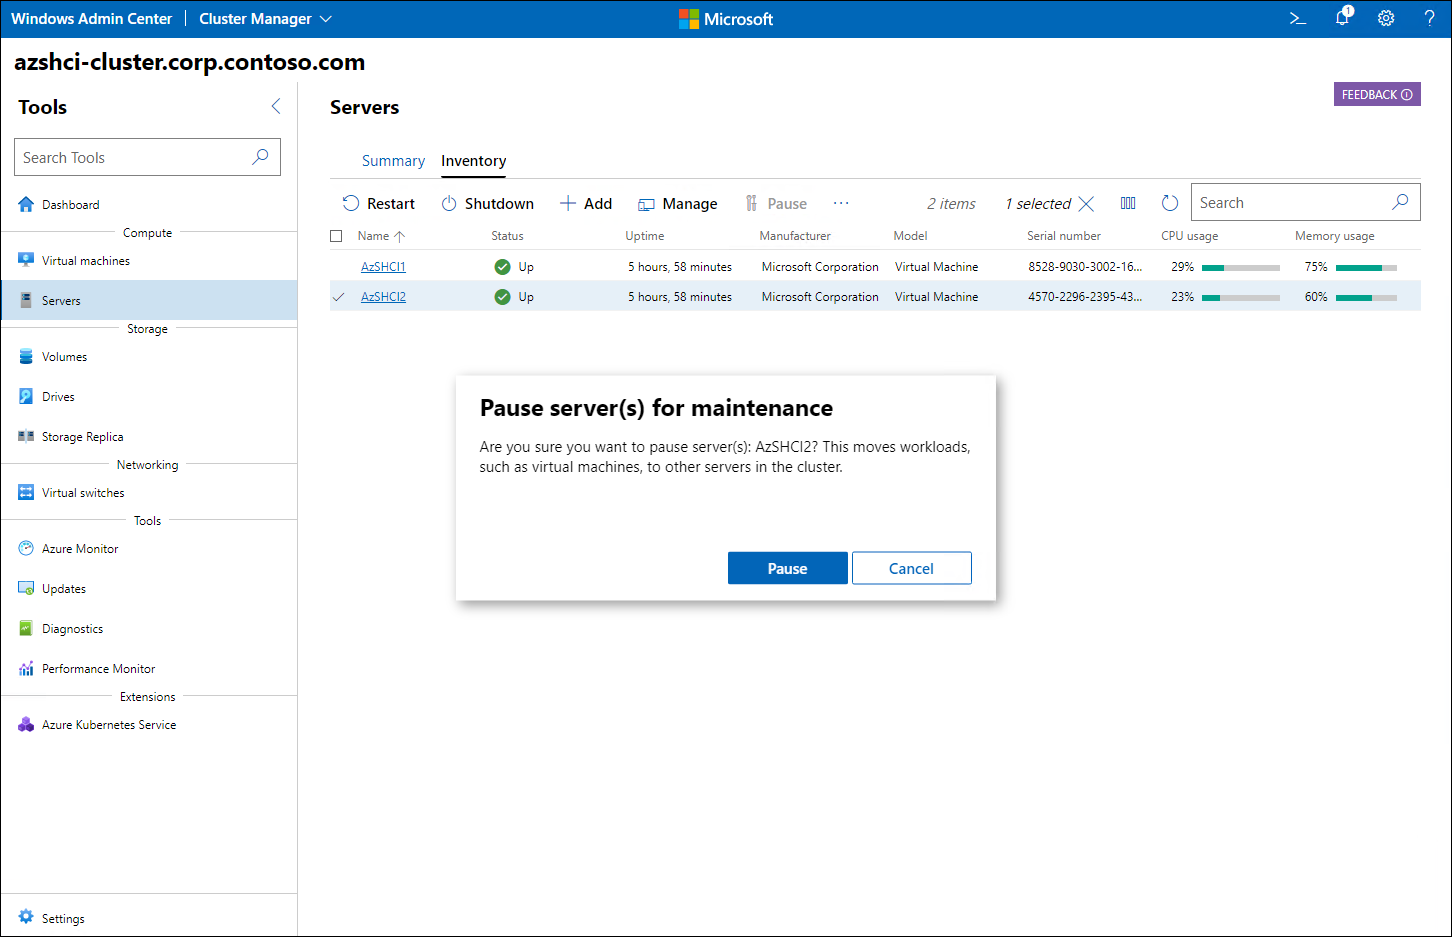 Windows Admin Center
Cluster Manager
Microsoft
1
azshci-cluster.corp.contoso.com
Tools
Search Tools
Dashboard
Compute
Virtual machines
Servers
Storage
Volumes
Drives
Storage Replica
Networking
Virtual switches
Tools
Azure Monitor
Updates
Diagnostics
Performance Monitor
Extensions
Azure Kubernetes Service
Settings
Servers
FEEDBACK
Summary Inventory
Restart Shutdown Add Manage Pause ... 2 items 1 selected Search
Name Status Uptime Manufacturer Model Serial number CPU usage Memory usage
AzSHCI1 Up 5 hours, 58 minutes Microsoft Corporation Virtual Machine 8528-9030-3002-16... 29% 75%
AzSHCI2 Up 5 hours, 58 minutes Microsoft Corporation Virtual Machine 4570-2296-2395-43... 23% 60%
Pause server(s) for maintenance
Are you sure you want to pause server(s): AzSHCI2? This moves workloads,
such as virtual machines, to other servers in the cluster.
Pause Cancel